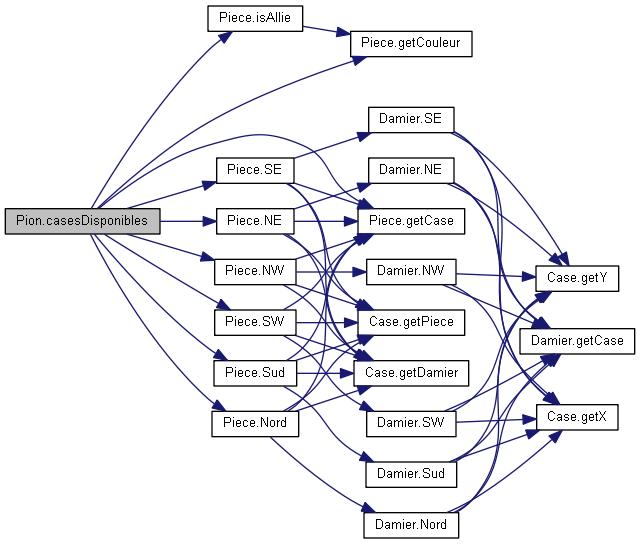 Piece.isAllie
Piece.getCouleur
Damier.SE
Piece.SE
Damier.NE
Pion.casesDisponibles
Piece.NE
Piece.getCase
Piece.NW
Damier.NW
Case.getY
Piece.SW
Case.getPiece
Damier.getCase
Piece.Sud
Case.getDamier
Piece.Nord
Damier.SW
Case.getX
Damier.Sud
Damier.Nord